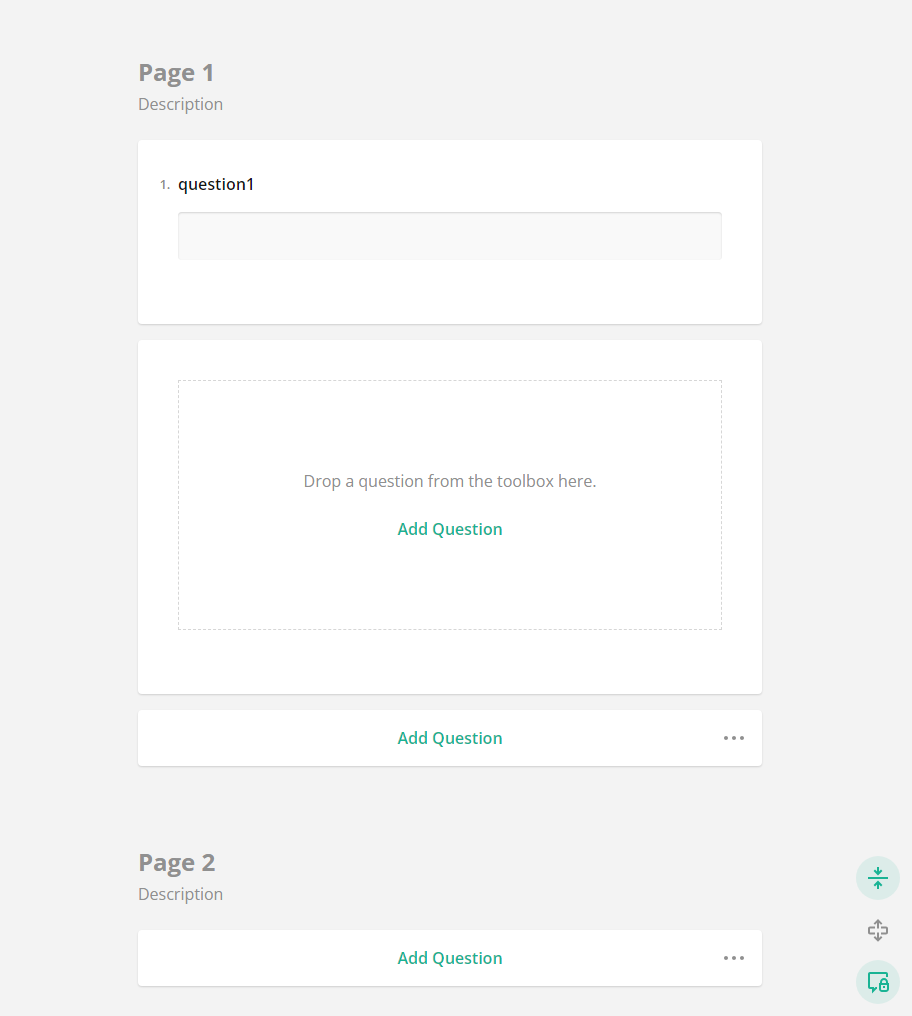 Page 1
Description
1. question1
Drop a question from the toolbox here.
Add Question
Add Question
Page 2
Description
Add Question